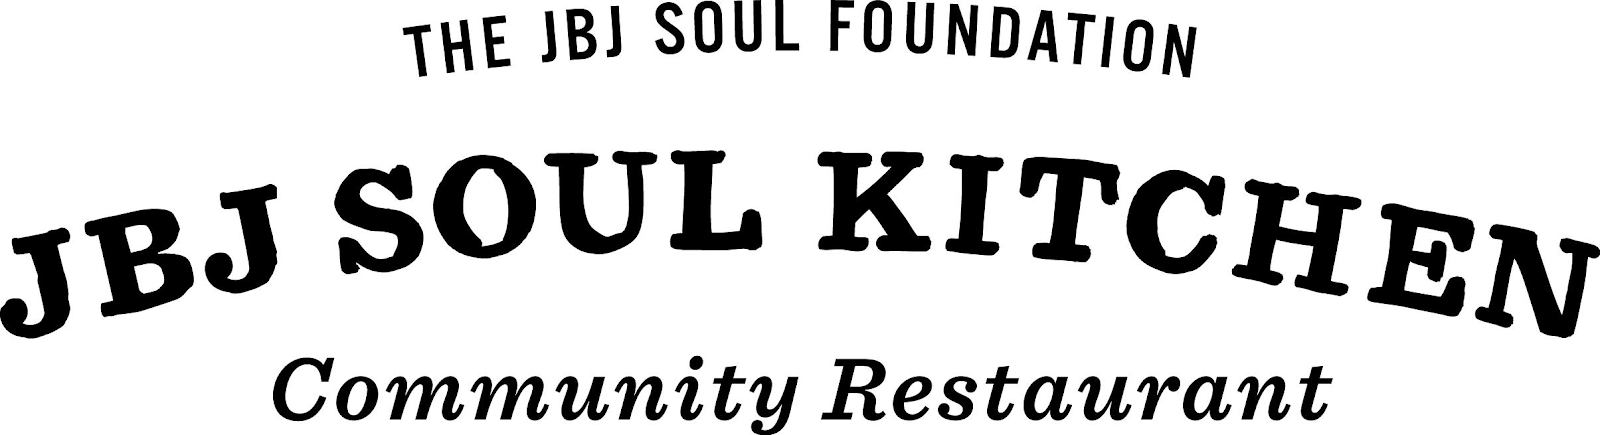 THE JBJ SOUL FOUNDATION
JBJ SOUL KITCHEN
Community Restaurant